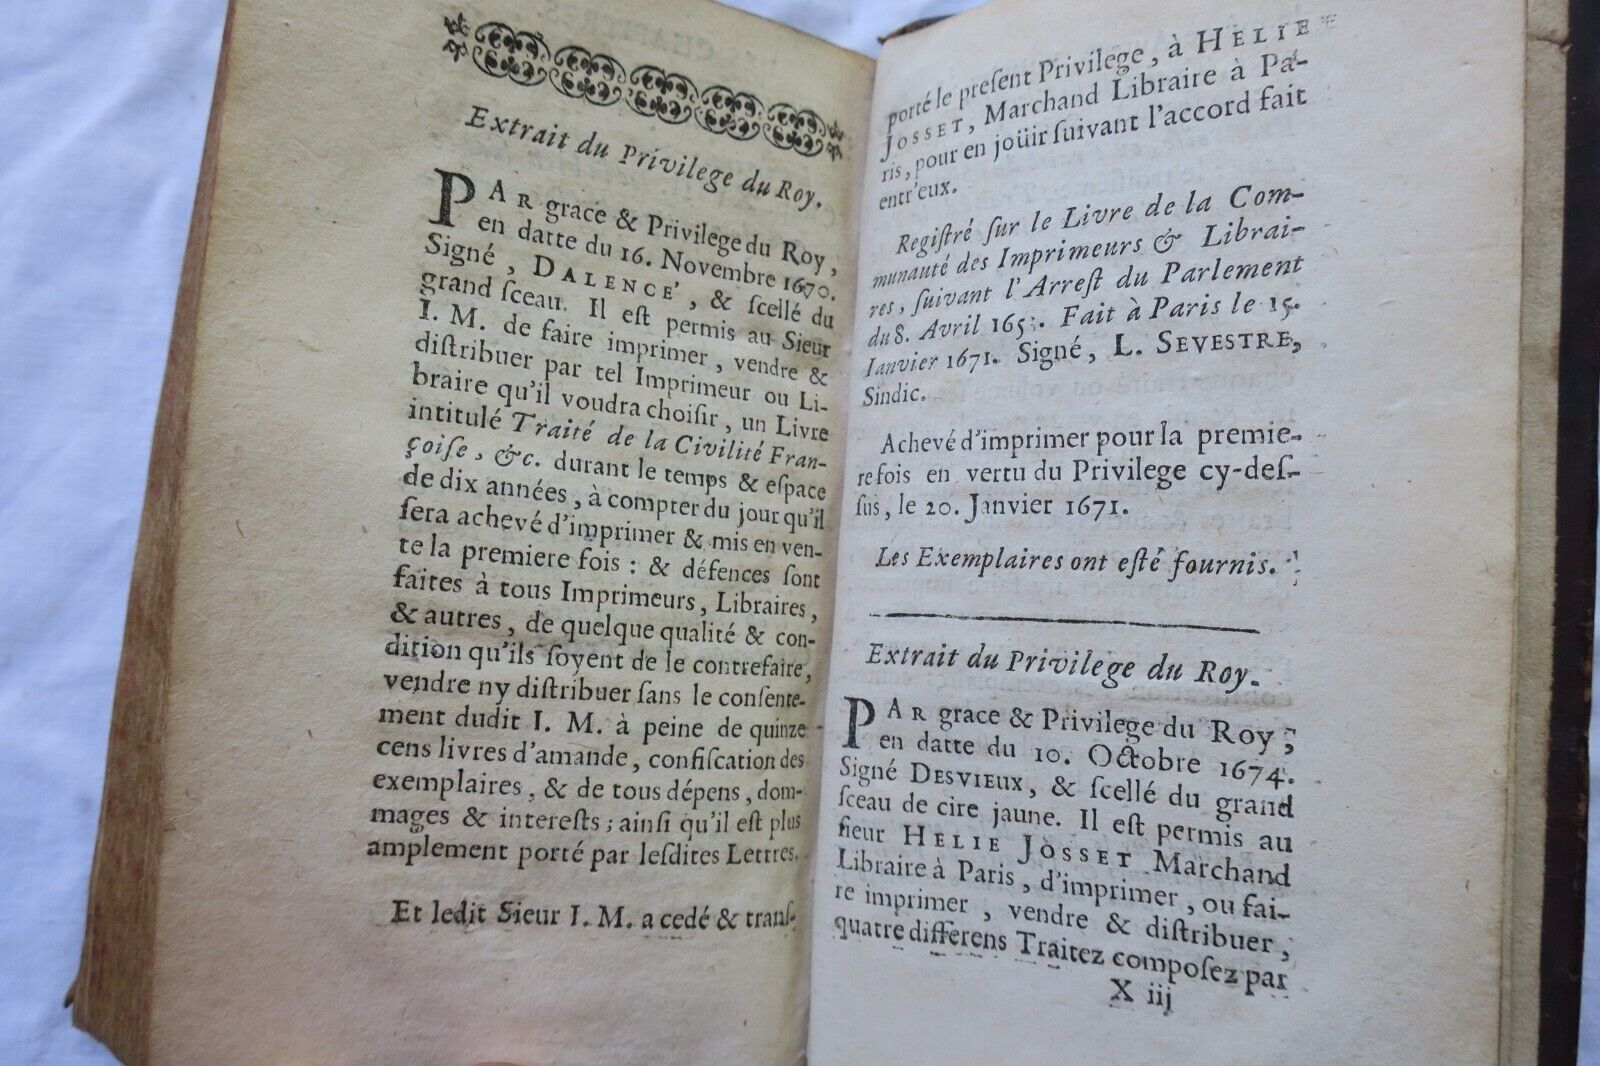 Extrait du Privilege du Roy.
PAR grace & Privilege du Roy,
en datte du 16. Novembre 1670.
Signé, DALENCE', & ſcellé du
grand ſceau. Il eſt permis au Sieur
I. M. de faire imprimer, vendre &
diſtribuer par tel Imprimeur ou Li-
braire qu'il voudra choiſir, un Livre
intitulé Traité de la Civilité Fran-
çoiſe, &c. durant le temps & eſpace
de dix années, à compter du jour qu'il
ſera achevé d'imprimer & mis en ven-
te la premiere fois : & défences ſont
faites à tous Imprimeurs, Libraires,
& autres, de quelque qualité & con-
dition qu'ils ſoyent de le contrefaire,
vendre ny diſtribuer ſans le conſente-
ment dudit I. M. à peine de quinze
cens livres d'amande, confiſcation des
exemplaires, & de tous dépens, dom-
mages & intereſts ; ainſi qu'il eſt plus
amplement porté par leſdites Lettres.
Et ledit Sieur I. M. a cedé & tranſ-
porté le preſent Privilege, à HELIE
JOSSET, Marchand Libraire à Pa-
ris, pour en joüir ſuivant l'accord fait
entr'eux.
Regiſtré ſur le Livre de la Com-
munauté des Imprimeurs & Librai-
res, ſuivant l'Arreſt du Parlement
du 8. Avril 165. Fait à Paris le 15.
Ianvier 1671. Signé, L. SEVESTRE,
Sindic.
Achevé d'imprimer pour la premie-
re fois en vertu du Privilege cy-deſ-
ſus, le 20. Janvier 1671.
Les Exemplaires ont eſté fournis.
Extrait du Privilege du Roy.
PAR grace & Privilege du Roy,
en datte du 10. Octobre 1674.
Signé DESVIEUX, & ſcellé du grand
ſceau de cire jaune. Il eſt permis au
ſieur HELIE JOSSET Marchand
Libraire à Paris, d'imprimer, ou fai-
re imprimer, vendre & diſtribuer,
quatre differens Traitez compoſez par
X iij